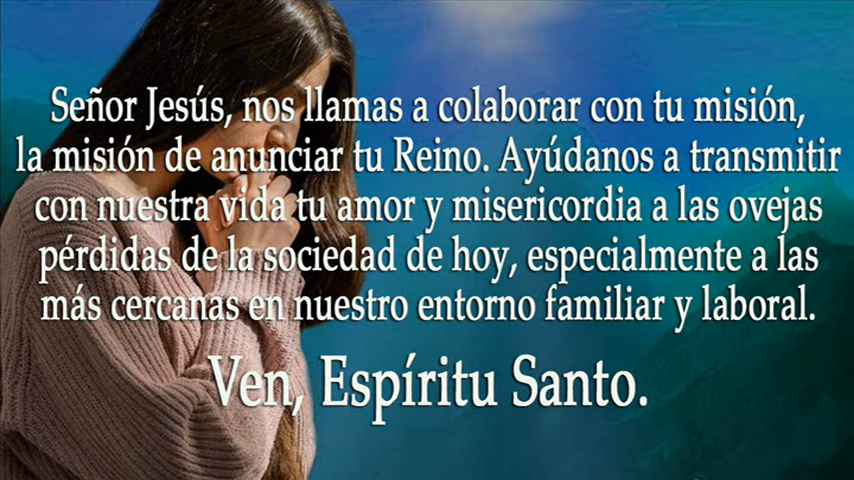 Señor Jesús, nos llamas a colaborar con tu misión,
la misión de anunciar tu Reino. Ayúdanos a transmitir
con nuestra vida tu amor y misericordia a las ovejas
pérdidas de la sociedad de hoy, especialmente a las
más cercanas en nuestro entorno familiar y laboral.
Ven, Espíritu Santo.